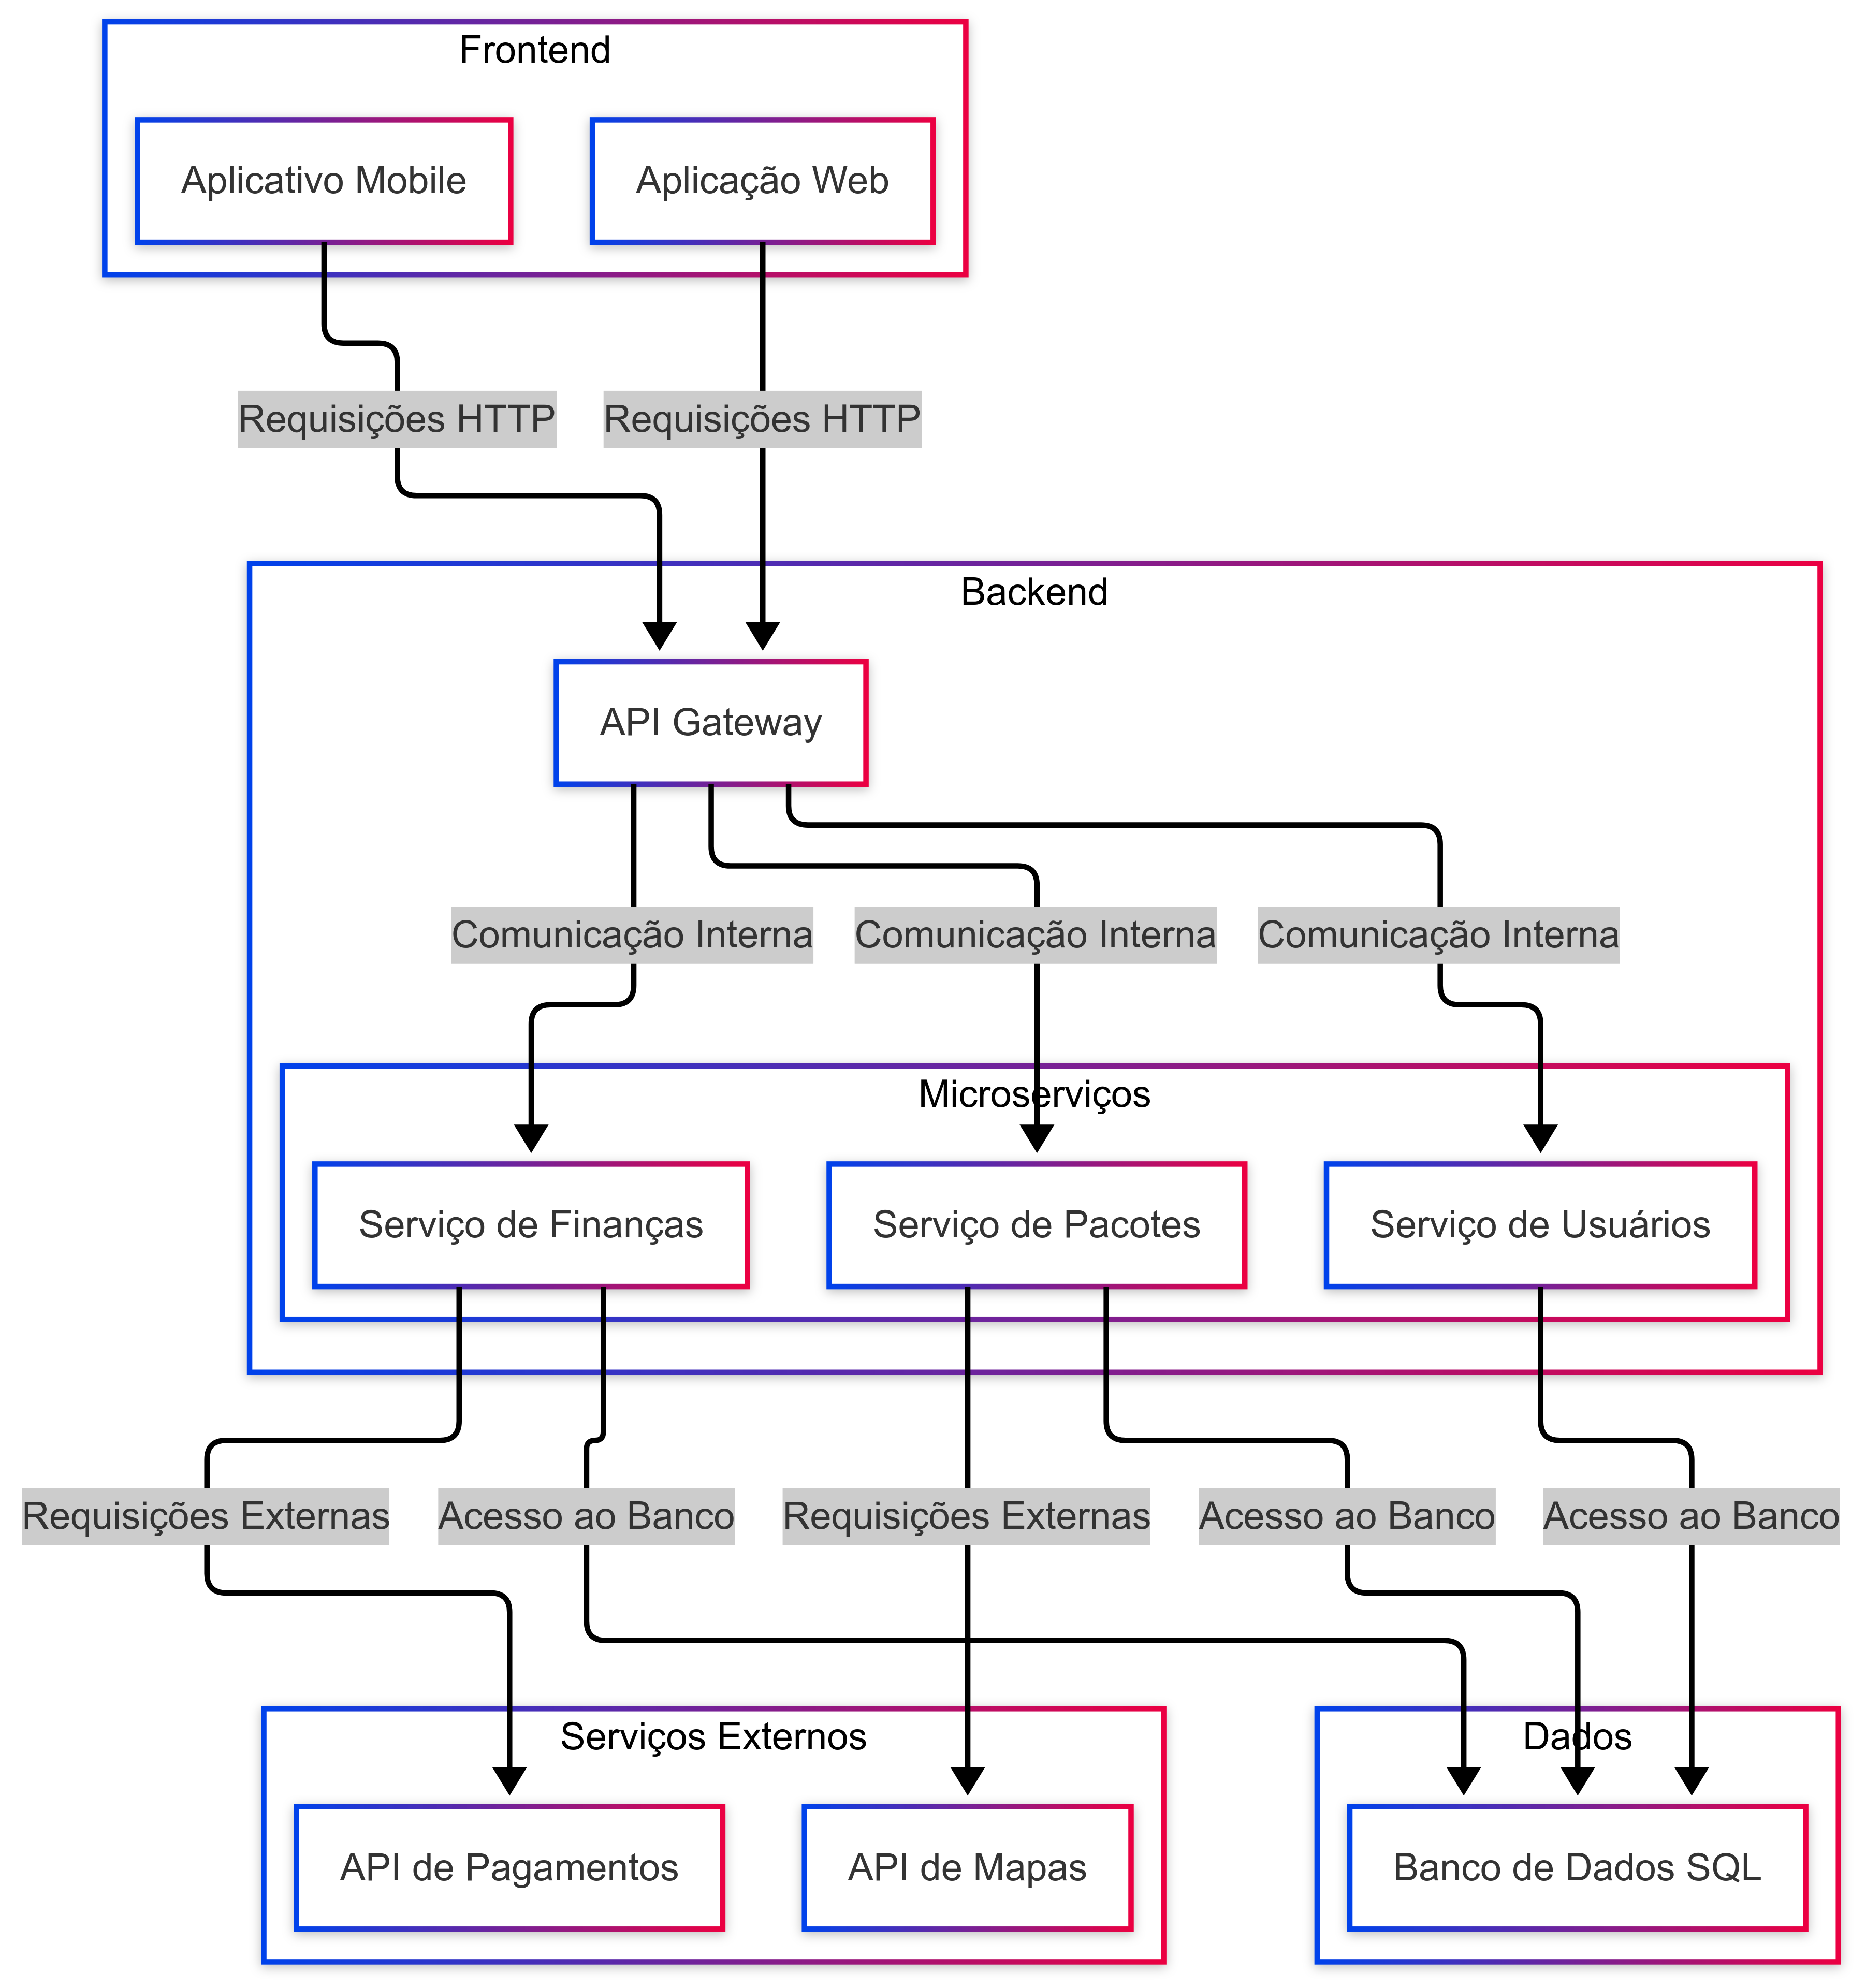 Frontend
Aplicativo Mobile
Aplicação Web
Requisições HTTP
Requisições HTTP
Backend
API Gateway
Comunicação Interna
Comunicação Interna
Comunicação Interna
Microserviços
Serviço de Finanças
Serviço de Pacotes
Serviço de Usuários
Requisições Externas
Acesso ao Banco
Requisições Externas
Acesso ao Banco
Acesso ao Banco
Serviços Externos
Dados
API de Pagamentos
API de Mapas
Banco de Dados SQL